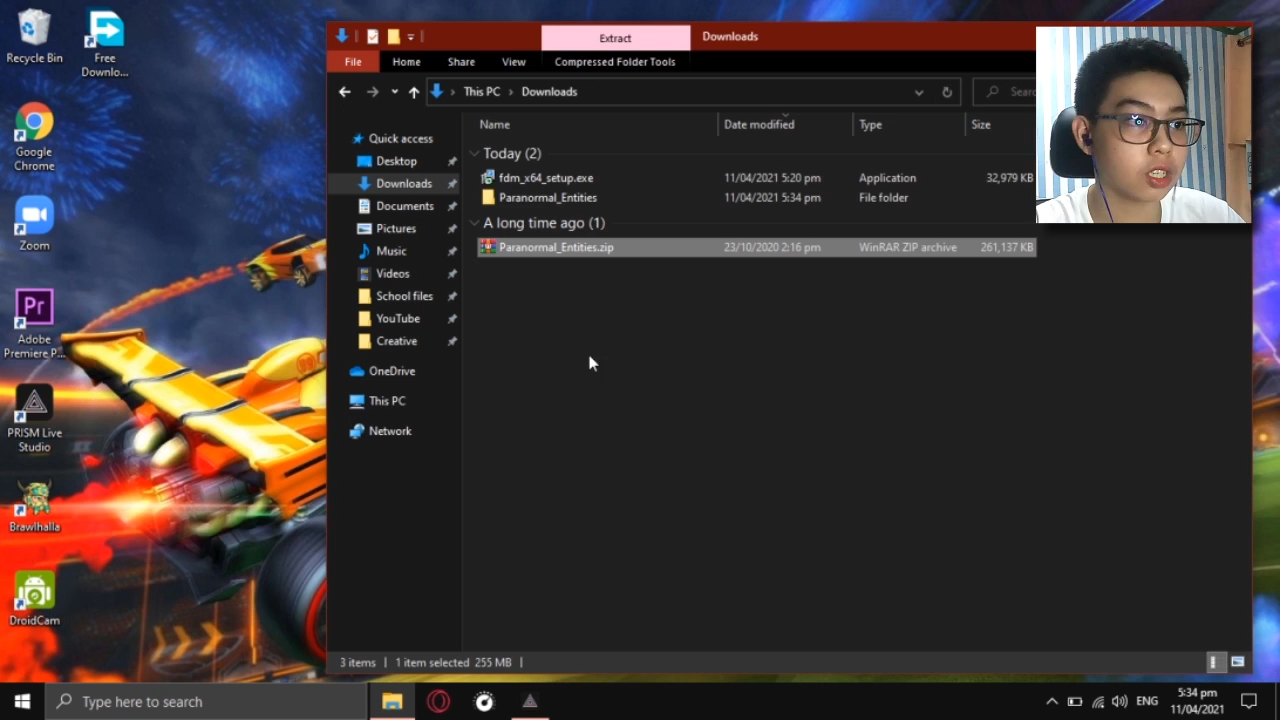 Recycle Bin
Free
Downlo...
Google
Chrome
Zoom
Pr
Adobe
Premiere P...
PRISM Live
Studio
Brawlhalla
DroidCam
Extract
Downloads
File
Home
Share
View
Compressed Folder Tools
This PC
Downloads
Sear
Name
Date modified
Type
Size
Quick access
Desktop
Downloads
Documents
Pictures
Music
Videos
School files
YouTube
Creative
OneDrive
This PC
Network
Today (2)
fdm_x64_setup.exe 11/04/2021 5:20 pm Application 32,979 KB
Paranormal_Entities 11/04/2021 5:34 pm File folder
A long time ago (1)
Paranormal_Entities.zip 23/10/2020 2:16 pm WinRAR ZIP archive 261,137 KB
3 items 1 item selected 255 MB
Type here to search
ENG
5:34 pm
11/04/2021